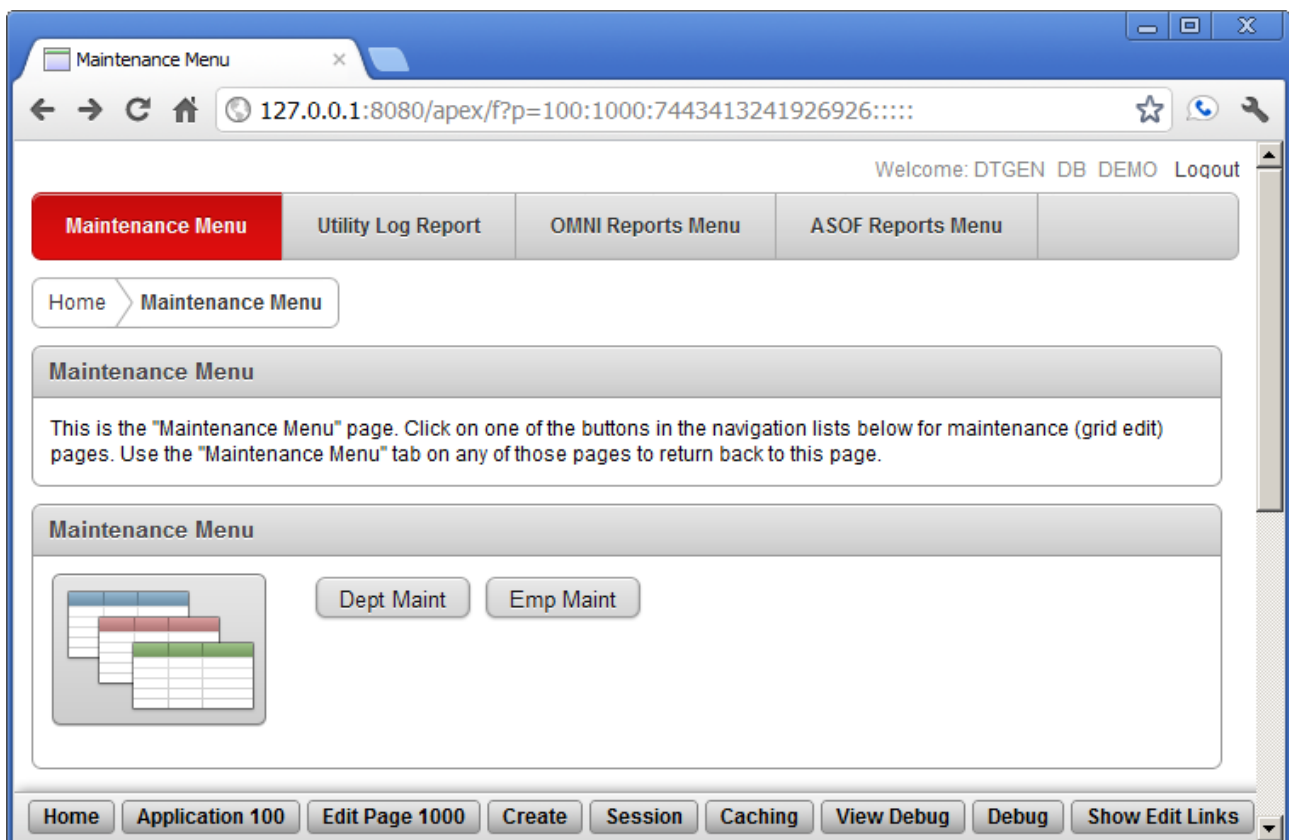 Maintenance Menu
127.0.0.1:8080/apex/f?p=100:1000:7443413241926926:::::
Welcome: DTGEN_DB_DEMO Logout
Maintenance Menu Utility Log Report OMNI Reports Menu ASOF Reports Menu
Home Maintenance Menu
Maintenance Menu
This is the "Maintenance Menu" page. Click on one of the buttons in the navigation lists below for maintenance (grid edit)
pages. Use the "Maintenance Menu" tab on any of those pages to return back to this page.
Maintenance Menu
Dept Maint Emp Maint
Home Application 100 Edit Page 1000 Create Session Caching View Debug Debug Show Edit Links